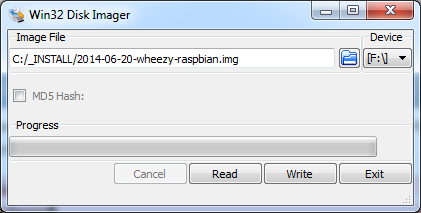 Win32 Disk Imager
Image File
Device
C:/_INSTALL/2014-06-20-wheezy-raspbian.img
[F:\]
MD5 Hash:
Progress
Cancel
Read
Write
Exit